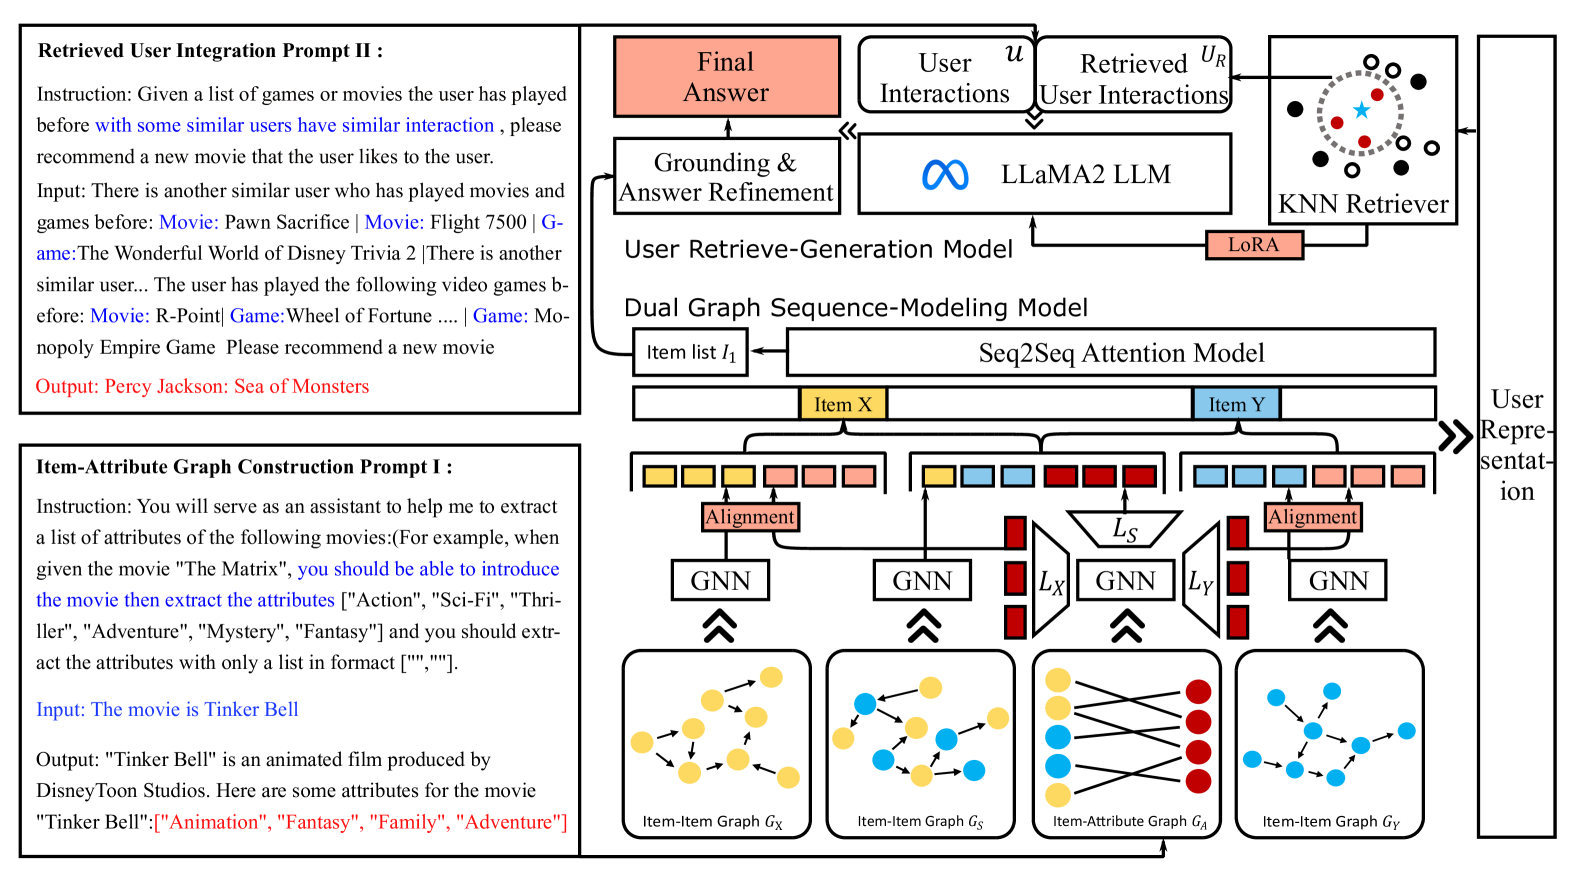 Retrieved User Integration Prompt II :
Instruction: Given a list of games or movies the user has played
before with some similar users have similar interaction , please
recommend a new movie that the user likes to the user.
Input: There is another similar user who has played movies and
games before: Movie: Pawn Sacrifice | Movie: Flight 7500 | G-
ame:The Wonderful World of Disney Trivia 2 |There is another
similar user... The user has played the following video games b-
efore: Movie: R-Point| Game:Wheel of Fortune .... | Game: Mo-
nopoly Empire Game  Please recommend a new movie
Output: Percy Jackson: Sea of Monsters
Item-Attribute Graph Construction Prompt I :
Instruction: You will serve as an assistant to help me to extract
a list of attributes of the following movies:(For example, when
given the movie "The Matrix", you should be able to introduce
the movie then extract the attributes ["Action", "Sci-Fi", "Thri-
ller", "Adventure", "Mystery", "Fantasy"] and you should extr-
act the attributes with only a list in formact ["",""].
Input: The movie is Tinker Bell
Output: "Tinker Bell" is an animated film produced by
DisneyToon Studios. Here are some attributes for the movie
"Tinker Bell":["Animation", "Fantasy", "Family", "Adventure"]
Final
Answer
User
Interactions
u
Retrieved
User Interactions
U_R
Grounding &
Answer Refinement
LLaMA2 LLM
KNN Retriever
LoRA
User Retrieve-Generation Model
Dual Graph Sequence-Modeling Model
Item list I_1
Seq2Seq Attention Model
Item X
Item Y
User
Repre-
sentat-
ion
Alignment
L_S
Alignment
GNN
GNN
L_X
GNN
L_Y
GNN
Item-Item Graph G_X
Item-Item Graph G_S
Item-Attribute Graph G_A
Item-Item Graph G_Y